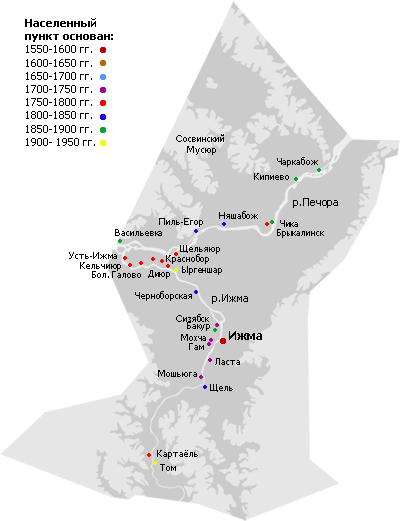 Населенный
пункт основан:
1550-1600 гг.
1600-1650 гг.
1650-1700 гг.
1700-1750 гг.
1750-1800 гг.
1800-1850 гг.
1850-1900 гг.
1900- 1950 гг.
Сосвинский
Мусюр
Чаркабож
Кипиево
р.Печора
Няшабож
Пиль-Егор
Чика
Брыкаликск
Васильевка
Щельяюр
Усть-Ижма
Краснобор
Кельчиюр
Диюр
Ыргеншар
Бол. Галово
Черноборская
р.Ижма
Сизябск
Бакур
Мохча
Ижма
Гам
Ласта
Мошьюга
Щель
Картаёль
Том